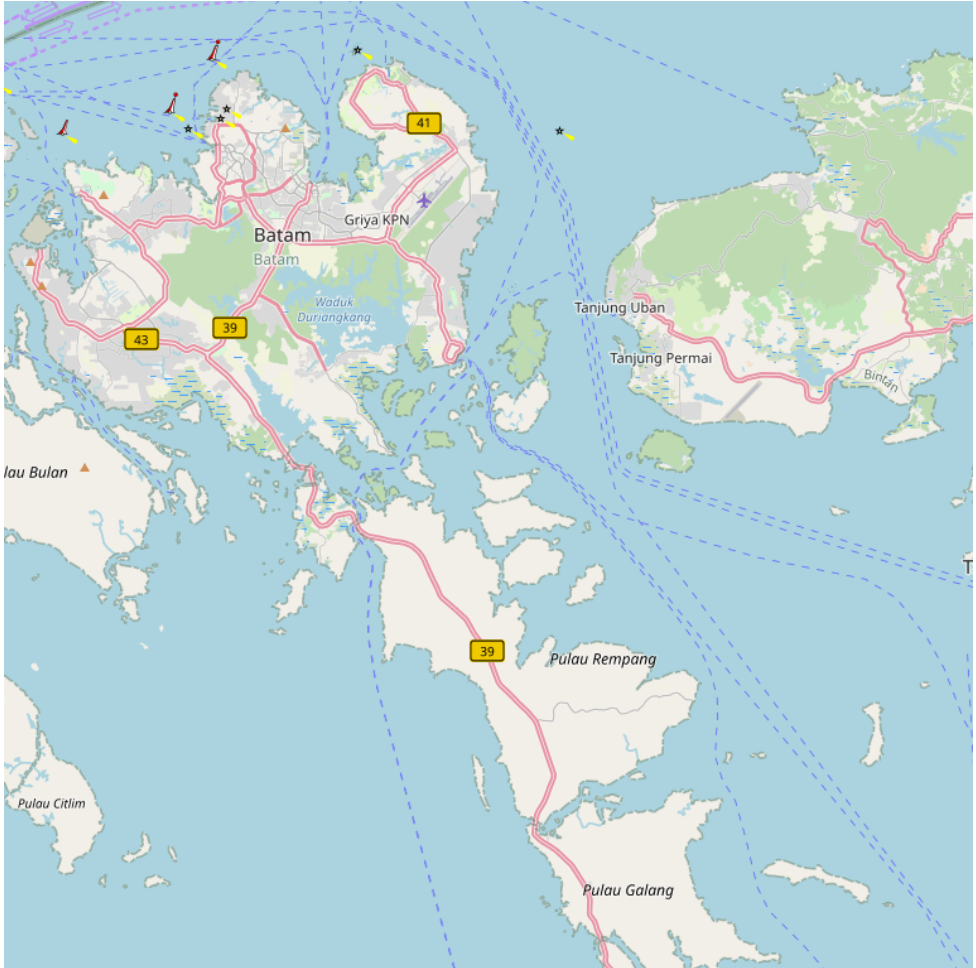 41
Griya KPN
Batam
Batam
Waduk
Duriangkang
Tanjung Uban
39
43
Tanjung Permai
Bintan
lau Bulan
T
39
Pulau Rempang
Pulau Citlim
Pulau Galang